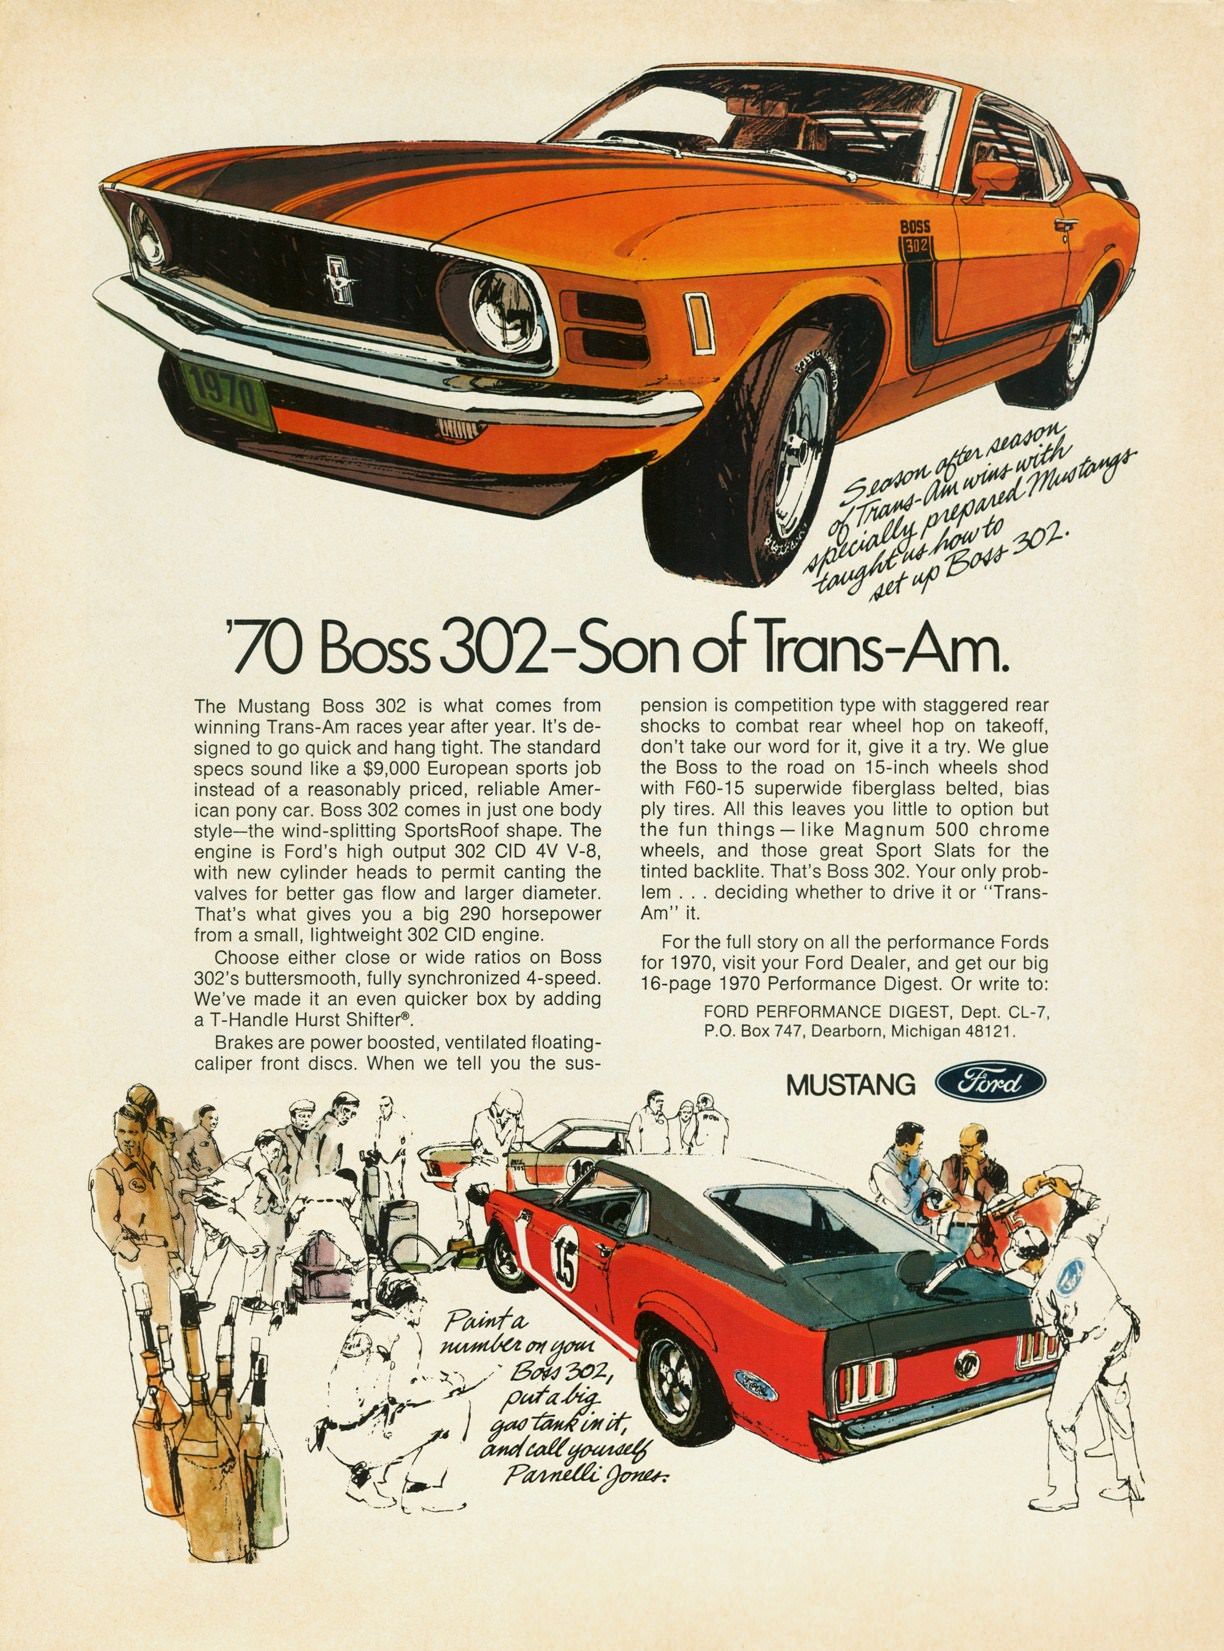 BOSS
302
1970
Season after season
of Trans-Am wins with
specially prepared Mustangs
taught us how to
set up Boss 302.
'70 Boss 302–Son of Trans-Am.
The Mustang Boss 302 is what comes from
winning Trans-Am races year after year. It's de-
signed to go quick and hang tight. The standard
specs sound like a $9,000 European sports job
instead of a reasonably priced, reliable Amer-
ican pony car. Boss 302 comes in just one body
style—the wind-splitting SportsRoof shape. The
engine is Ford's high output 302 CID 4V V-8,
with new cylinder heads to permit canting the
valves for better gas flow and larger diameter.
That's what gives you a big 290 horsepower
from a small, lightweight 302 CID engine.
Choose either close or wide ratios on Boss
302's buttersmooth, fully synchronized 4-speed.
We've made it an even quicker box by adding
a T-Handle Hurst Shifter®.
Brakes are power boosted, ventilated floating-
caliper front discs. When we tell you the sus-
pension is competition type with staggered rear
shocks to combat rear wheel hop on takeoff,
don't take our word for it, give it a try. We glue
the Boss to the road on 15-inch wheels shod
with F60-15 superwide fiberglass belted, bias
ply tires. All this leaves you little to option but
the fun things — like Magnum 500 chrome
wheels, and those great Sport Slats for the
tinted backlite. That's Boss 302. Your only prob-
lem . . . deciding whether to drive it or "Trans-
Am" it.
For the full story on all the performance Fords
for 1970, visit your Ford Dealer, and get our big
16-page 1970 Performance Digest. Or write to:
FORD PERFORMANCE DIGEST, Dept. CL-7,
P.O. Box 747, Dearborn, Michigan 48121.
MUSTANG Ford
15
Ford
Paint a
number on your
Boss 302,
put a big
gas tank in it,
and call yourself
Parnelli Jones.